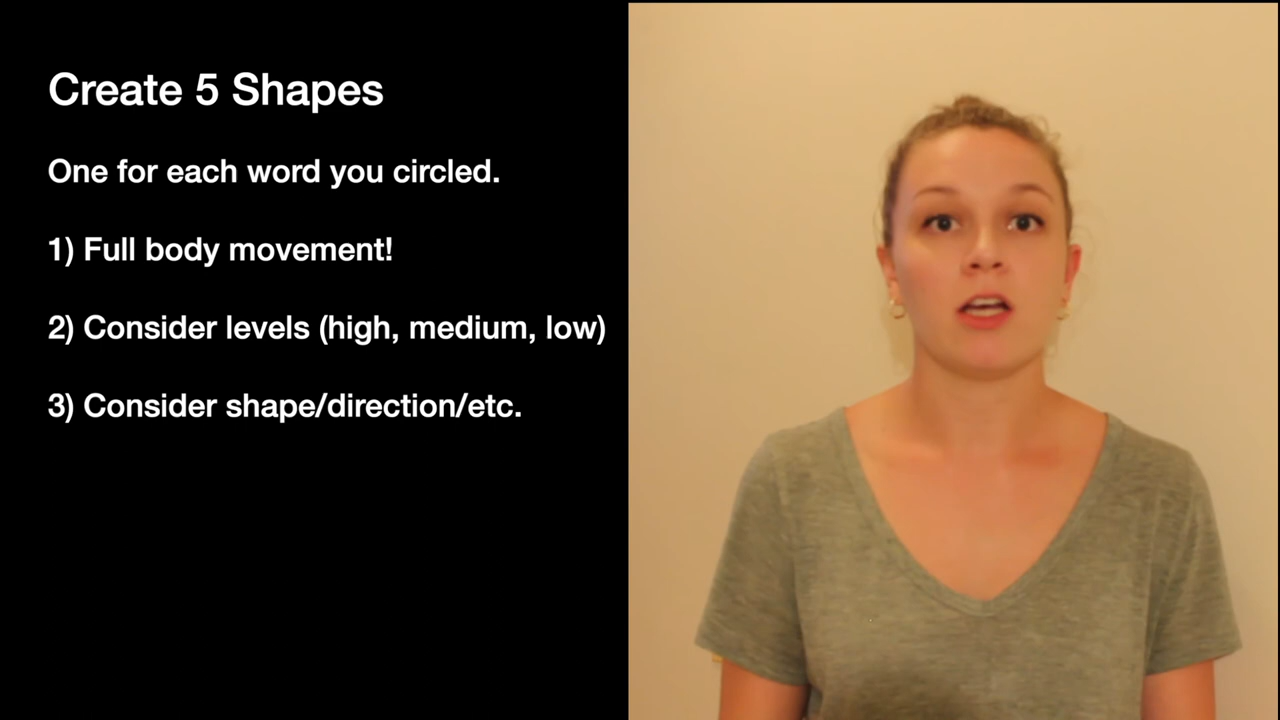 Create 5 Shapes
One for each word you circled.
1) Full body movement!
2) Consider levels (high, medium, low)
3) Consider shape/direction/etc.